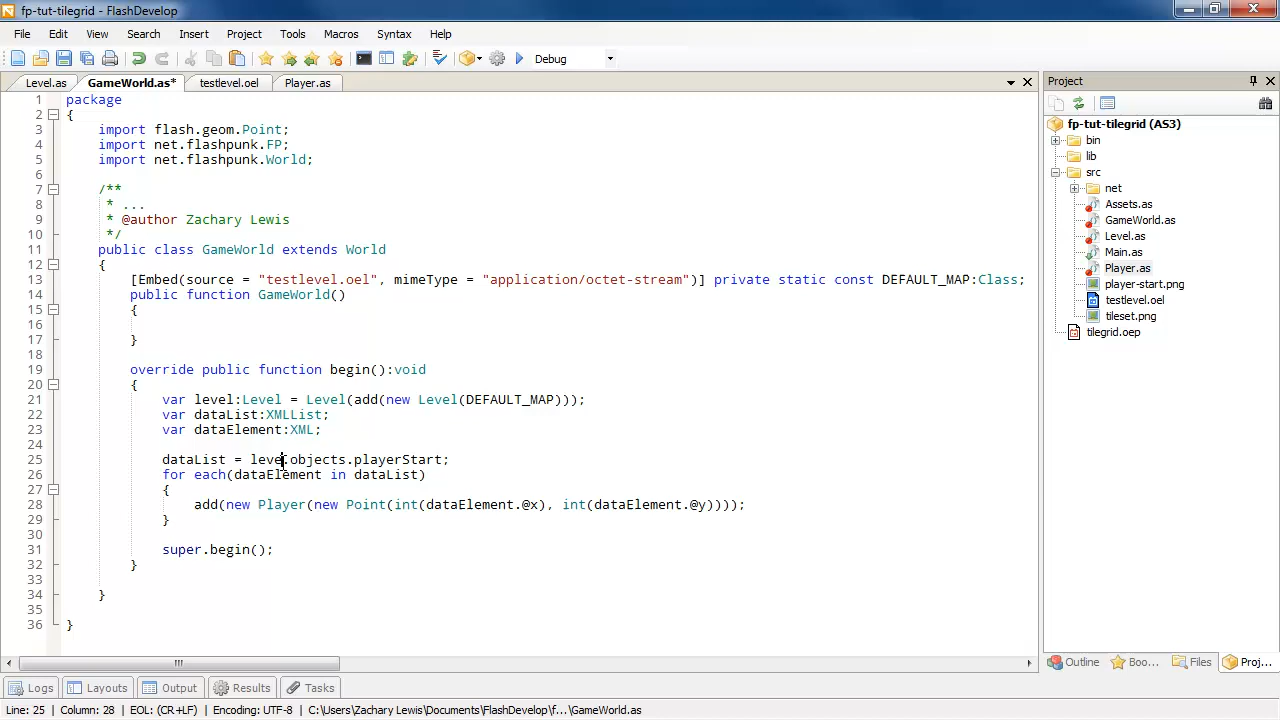 fp-tut-tilegrid - FlashDevelop
File Edit View Search Insert Project Tools Macros Syntax Help
Debug
Level.as GameWorld.as* testlevel.oel Player.as
1 package
2 {
3 import flash.geom.Point;
4 import net.flashpunk.FP;
5 import net.flashpunk.World;
6
7 /**
8 * ...
9 * @author Zachary Lewis
10 */
11 public class GameWorld extends World
12 {
13 [Embed(source = "testlevel.oel", mimeType = "application/octet-stream")] private static const DEFAULT_MAP:Class;
14 public function GameWorld()
15 {
16
17 }
18
19 override public function begin():void
20 {
21 var level:Level = Level(add(new Level(DEFAULT_MAP)));
22 var dataList:XMLList;
23 var dataElement:XML;
24
25 dataList = level.objects.playerStart;
26 for each(dataElement in dataList)
27 {
28 add(new Player(new Point(int(dataElement.@x), int(dataElement.@y))));
29 }
30
31 super.begin();
32 }
33
34 }
35
36 }
Project
fp-tut-tilegrid (AS3)
bin
lib
src
net
Assets.as
GameWorld.as
Level.as
Main.as
Player.as
player-start.png
testlevel.oel
tileset.png
tilegrid.oep
Outline Boo... Files Proj...
Logs Layouts Output Results Tasks
Line: 25 Column: 28 EOL: (CR+LF) Encoding: UTF-8 C:\Users\Zachary Lewis\Documents\FlashDevelop\f...\GameWorld.as